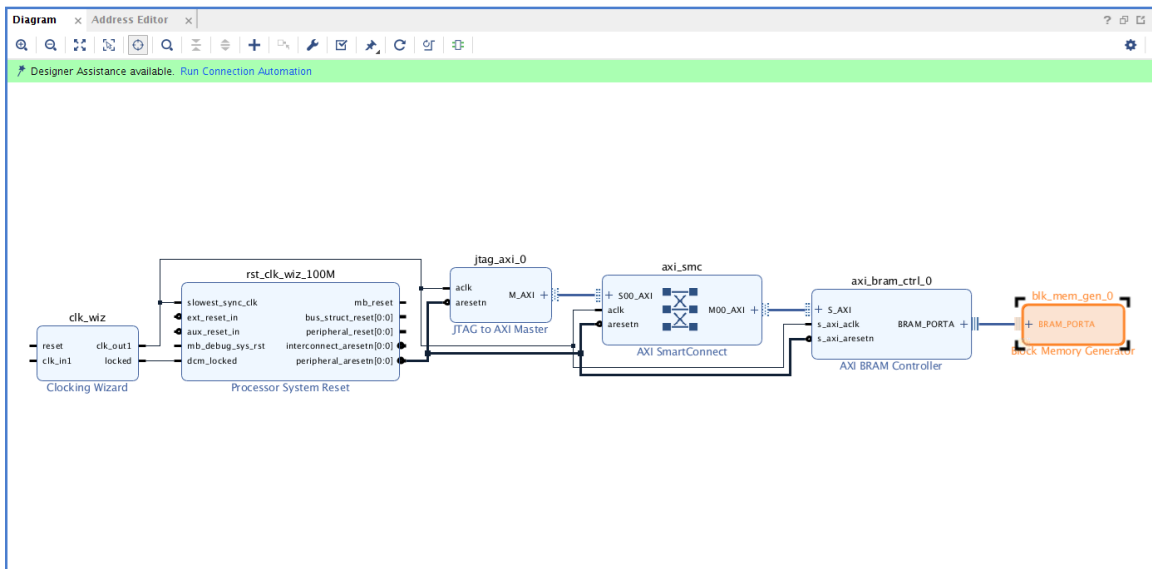 Diagram × Address Editor × ?
Designer Assistance available. Run Connection Automation
clk_wiz
reset clk_out1
clk_in1 locked
Clocking Wizard
rst_clk_wiz_100M
slowest_sync_clk mb_reset
ext_reset_in bus_struct_reset[0:0]
aux_reset_in peripheral_reset[0:0]
mb_debug_sys_rst interconnect_aresetn[0:0]
dcm_locked peripheral_aresetn[0:0]
Processor System Reset
jtag_axi_0
aclk M_AXI +
aresetn
JTAG to AXI Master
axi_smc
+ S00_AXI
aclk M00_AXI +
aresetn
AXI SmartConnect
axi_bram_ctrl_0
+ S_AXI
s_axi_aclk BRAM_PORTA +
s_axi_aresetn
AXI BRAM Controller
blk_mem_gen_0
+ BRAM_PORTA
Block Memory Generator